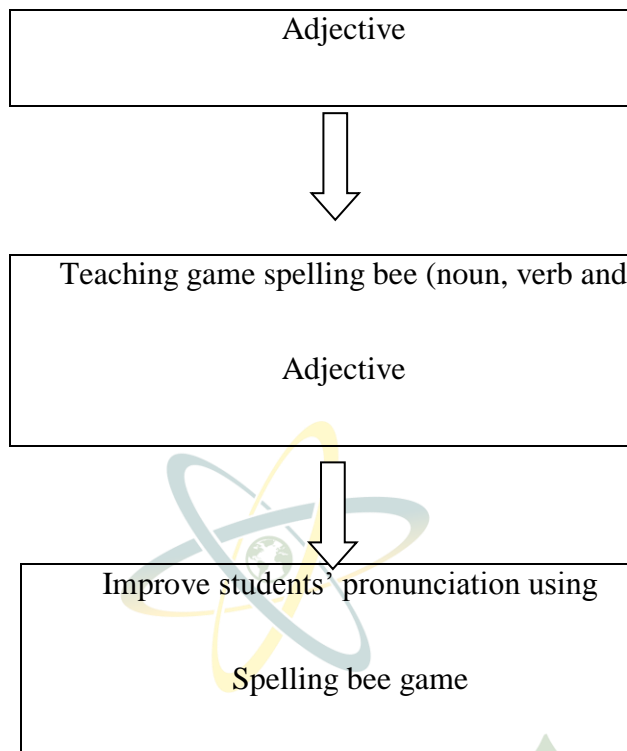 Adjective
Teaching game spelling bee (noun, verb and
Adjective
Improve students’ pronunciation using
Spelling bee game